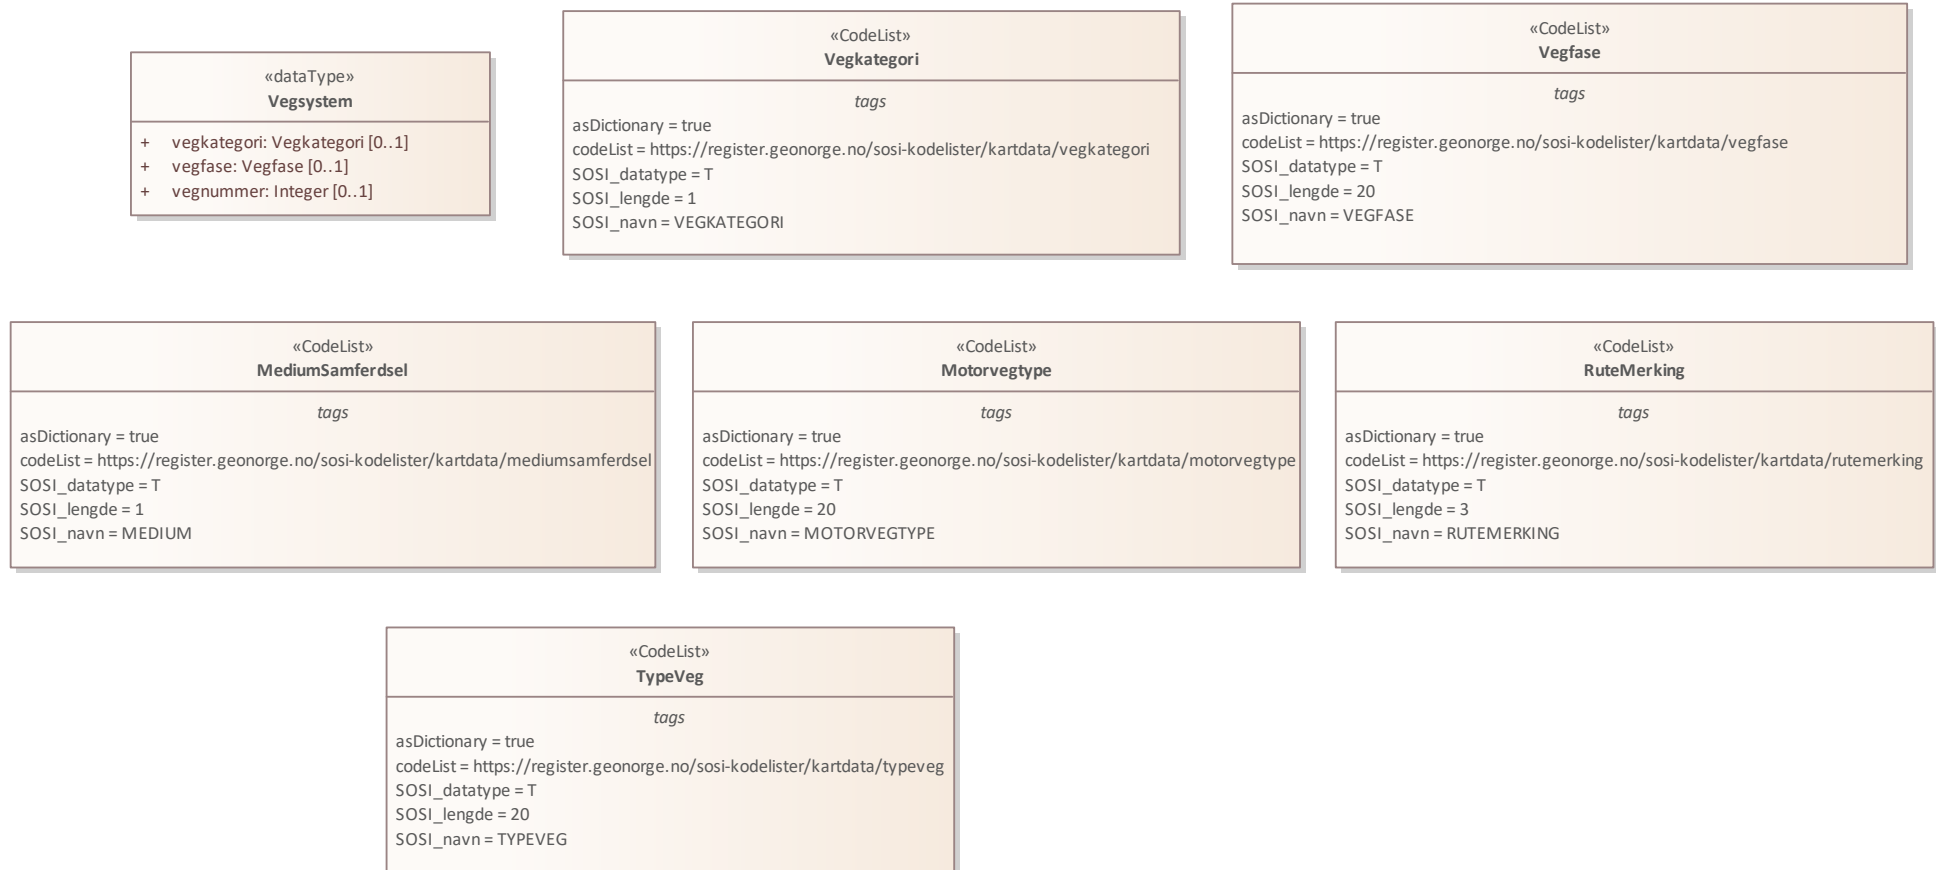 «dataType»
Vegsystem
+ vegkategori: Vegkategori [0..1]
+ vegfase: Vegfase [0..1]
+ vegnummer: Integer [0..1]
«CodeList»
Vegkategori
tags
asDictionary = true
codeList = https://register.geonorge.no/sosi-kodelister/kartdata/vegkategori
SOSI_datatype = T
SOSI_lengde = 1
SOSI_navn = VEGKATEGORI
«CodeList»
Vegfase
tags
asDictionary = true
codeList = https://register.geonorge.no/sosi-kodelister/kartdata/vegfase
SOSI_datatype = T
SOSI_lengde = 20
SOSI_navn = VEGFASE
«CodeList»
MediumSamferdsel
tags
asDictionary = true
codeList = https://register.geonorge.no/sosi-kodelister/kartdata/mediumsamferdsel
SOSI_datatype = T
SOSI_lengde = 1
SOSI_navn = MEDIUM
«CodeList»
Motorvegtype
tags
asDictionary = true
codeList = https://register.geonorge.no/sosi-kodelister/kartdata/motorvegtype
SOSI_datatype = T
SOSI_lengde = 20
SOSI_navn = MOTORVEGTYPE
«CodeList»
RuteMerking
tags
asDictionary = true
codeList = https://register.geonorge.no/sosi-kodelister/kartdata/rutemerking
SOSI_datatype = T
SOSI_lengde = 3
SOSI_navn = RUTEMERKING
«CodeList»
TypeVeg
tags
asDictionary = true
codeList = https://register.geonorge.no/sosi-kodelister/kartdata/typeveg
SOSI_datatype = T
SOSI_lengde = 20
SOSI_navn = TYPEVEG